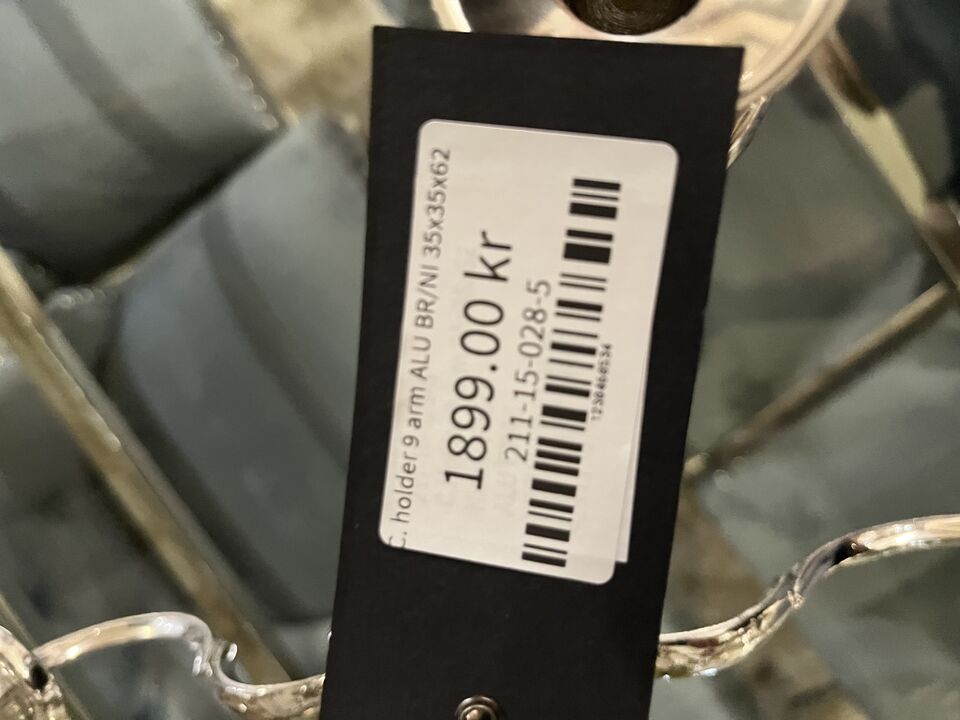 C. holder 9 arm ALU BR/NI 35x35x62
1899.00 kr
211-15-028-5